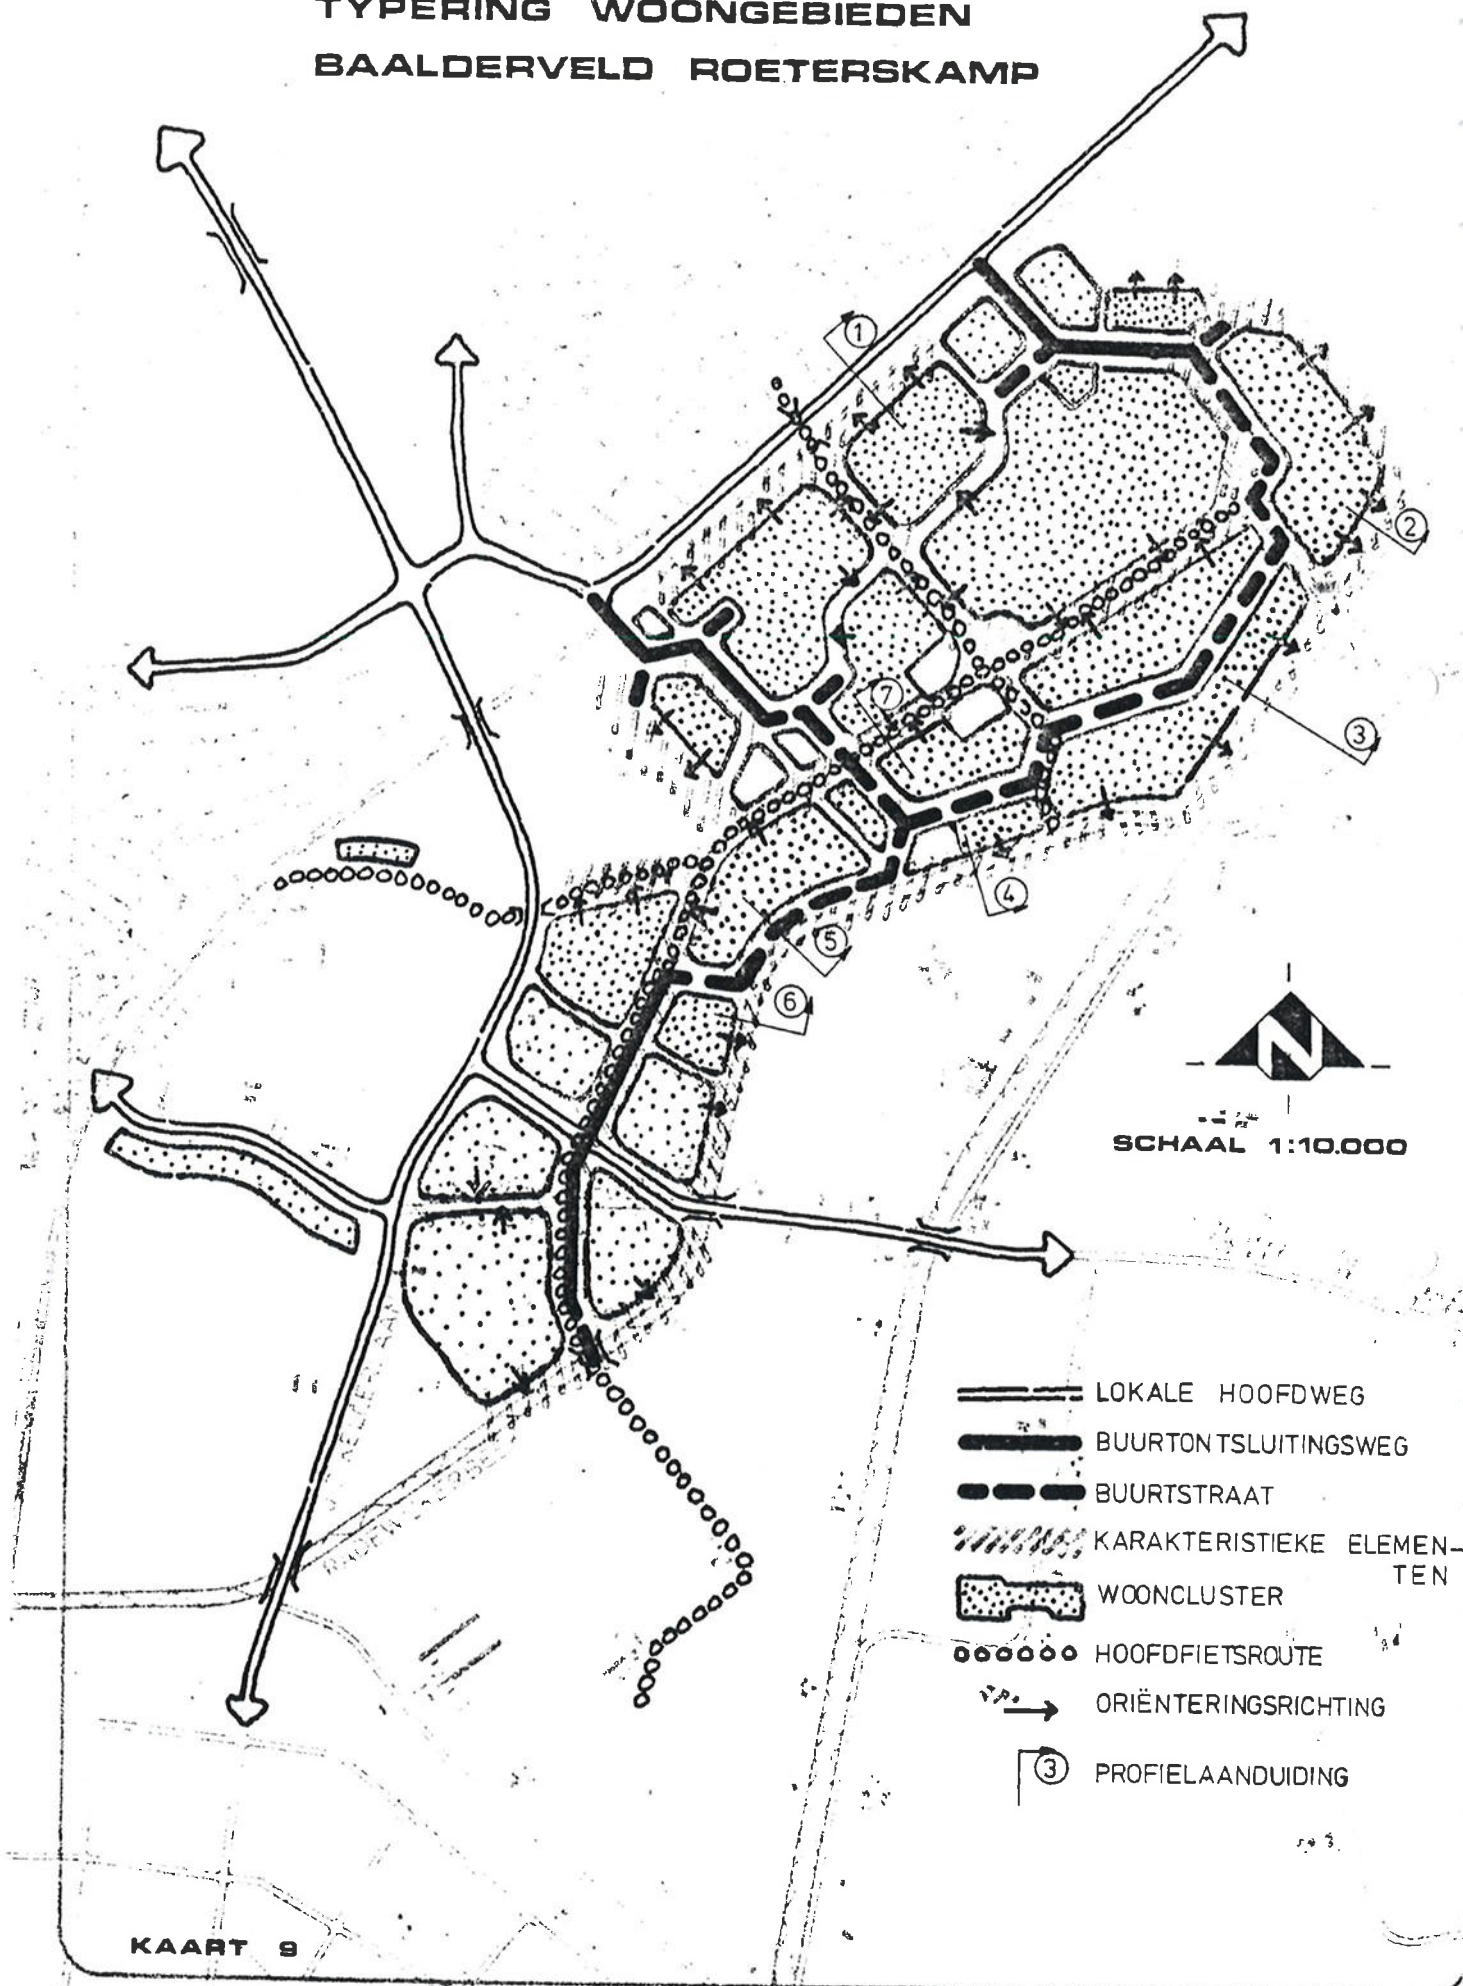 TYPERING WOONGEBIEDEN
BAALDERVELD ROETERSKAMP
1
2
7
3
4
5
6
N
SCHAAL 1:10.000
LOKALE HOOFDWEG
BUURTONTSLUITINGSWEG
BUURTSTRAAT
KARAKTERISTIEKE ELEMEN-
TEN
WOONCLUSTER
HOOFDFIETSROUTE
ORIËNTERINGSRICHTING
3 PROFIELAANDUIDING
KAART 9